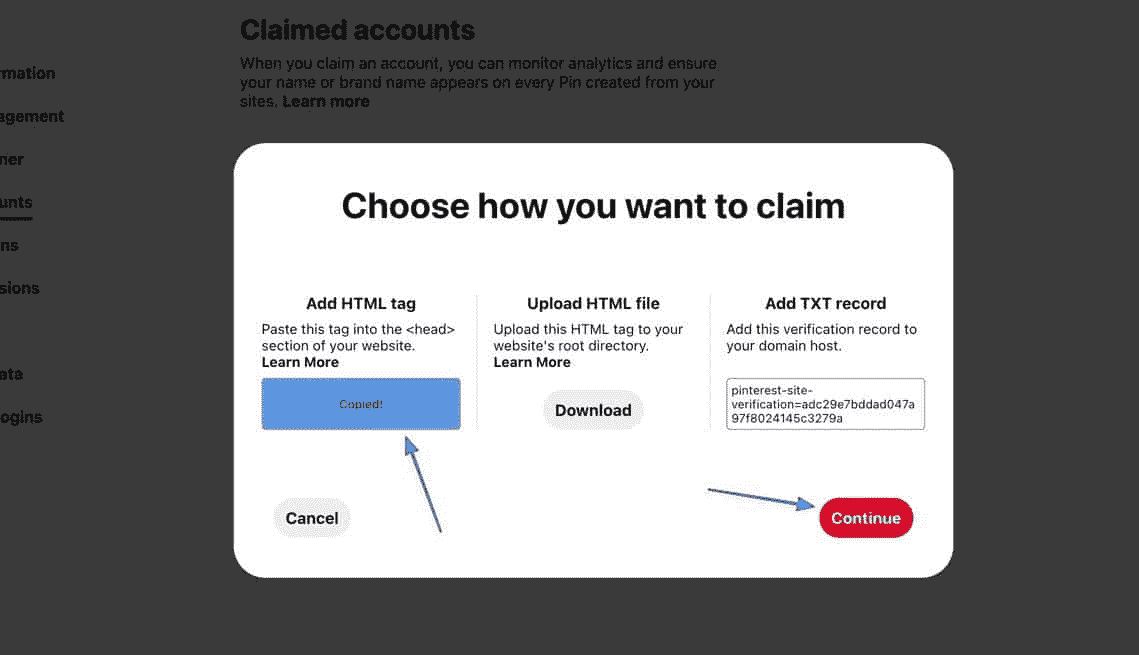 Claimed accounts
When you claim an account, you can monitor analytics and ensure
your name or brand name appears on every Pin created from your
sites. Learn more
rmation
agement
ner
unts
ns
sions
ata
ogins
Choose how you want to claim
Add HTML tag
Paste this tag into the <head>
section of your website.
Learn More
Copied!
Upload HTML file
Upload this HTML tag to your
website's root directory.
Learn More
Download
Add TXT record
Add this verification record to
your domain host.
pinterest-site-
verification=adc29e7bddad047a
97f8024145c3279a
Cancel
Continue